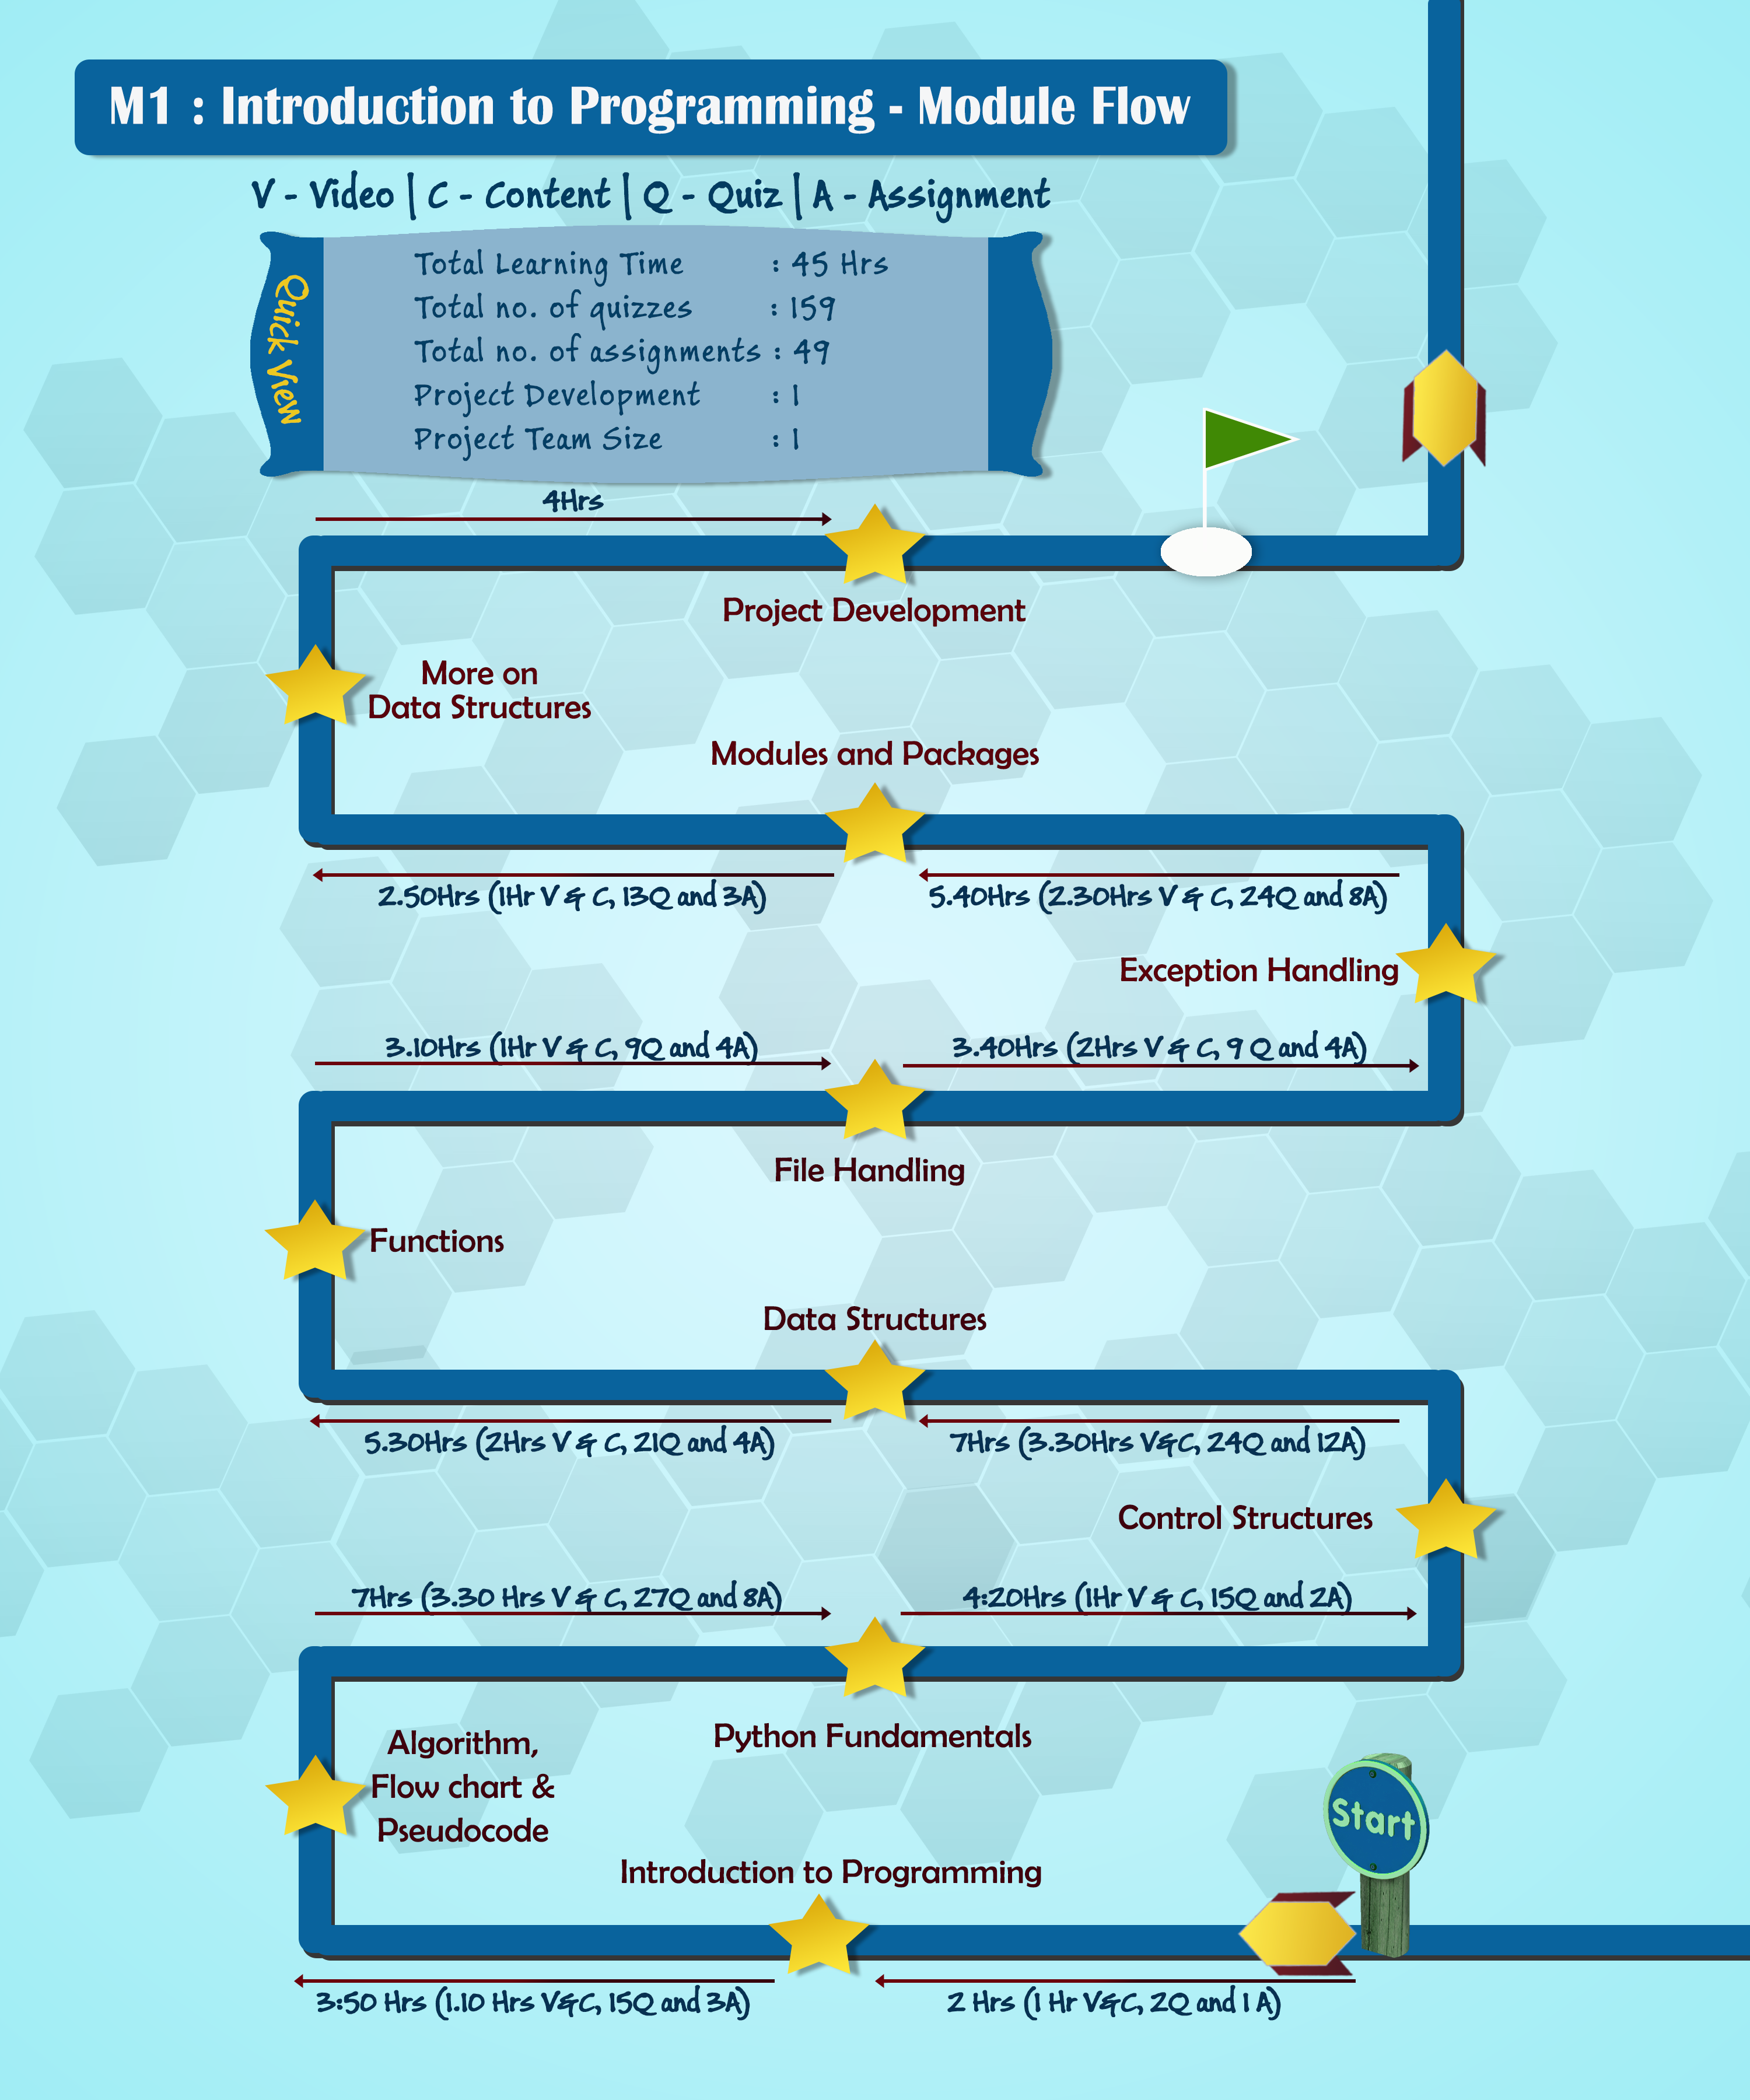 M1 : Introduction to Programming - Module Flow
V - Video | C - Content | Q - Quiz | A - Assignment
Quick View
Total Learning Time : 45 Hrs
Total no. of quizzes : 159
Total no. of assignments : 49
Project Development : 1
Project Team Size : 1
4Hrs
Project Development
More on
Data Structures
Modules and Packages
2.50Hrs (1Hr V & C, 13Q and 3A)
5.40Hrs (2.30Hrs V & C, 24Q and 8A)
Exception Handling
3.10Hrs (1Hr V & C, 9Q and 4A)
3.40Hrs (2Hrs V & C, 9 Q and 4A)
File Handling
Functions
Data Structures
5.30Hrs (2Hrs V & C, 21Q and 4A)
7Hrs (3.30Hrs V&C, 24Q and 12A)
Control Structures
7Hrs (3.30 Hrs V & C, 27Q and 8A)
4:20Hrs (1Hr V & C, 15Q and 2A)
Python Fundamentals
Algorithm,
Flow chart &
Pseudocode
Start
Introduction to Programming
3:50 Hrs (1.10 Hrs V&C, 15Q and 3A)
2 Hrs (1 Hr V&C, 2Q and 1 A)